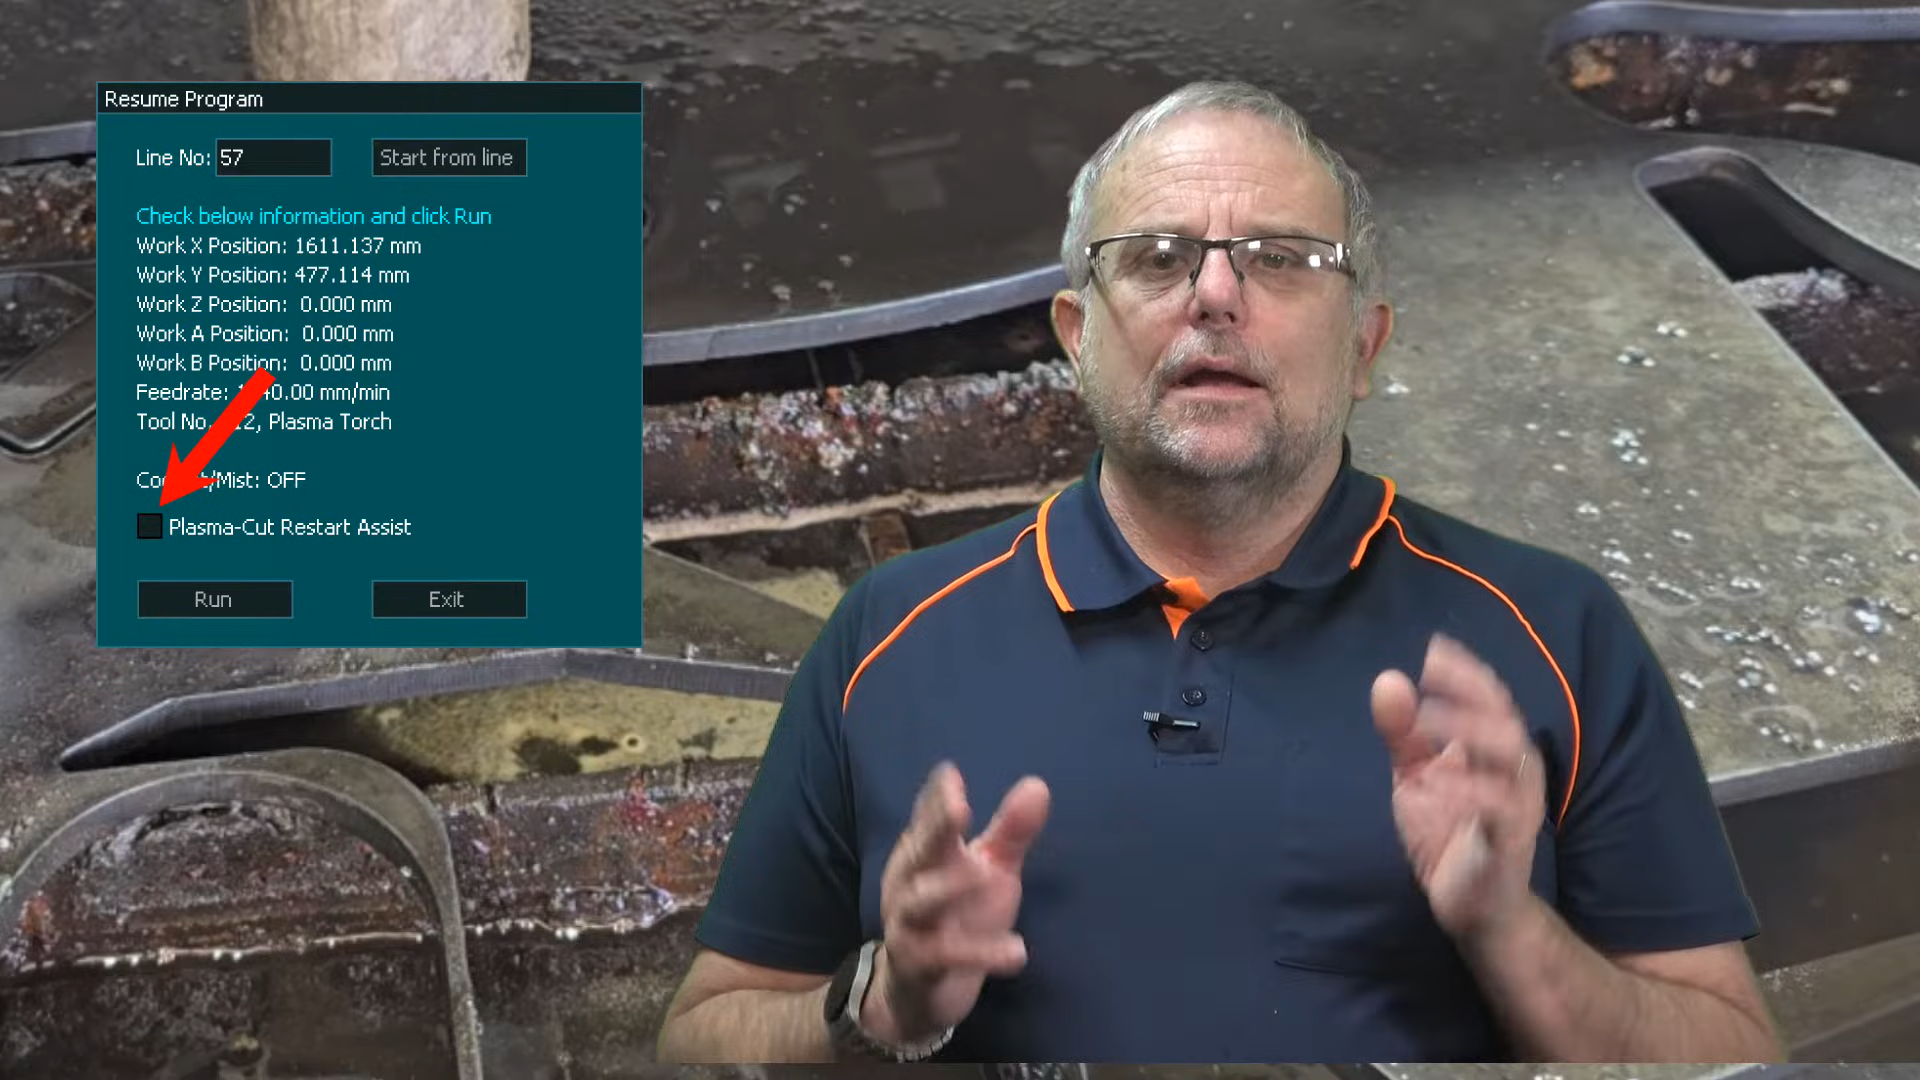 Resume Program
Line No: 57 Start from line
Check below information and click Run
Work X Position: 1611.137 mm
Work Y Position: 477.114 mm
Work Z Position: 0.000 mm
Work A Position: 0.000 mm
Work B Position: 0.000 mm
Feedrate: mm/min
Tool No. Plasma Torch
/Mist: OFF
Plasma-Cut Restart Assist
Run Exit